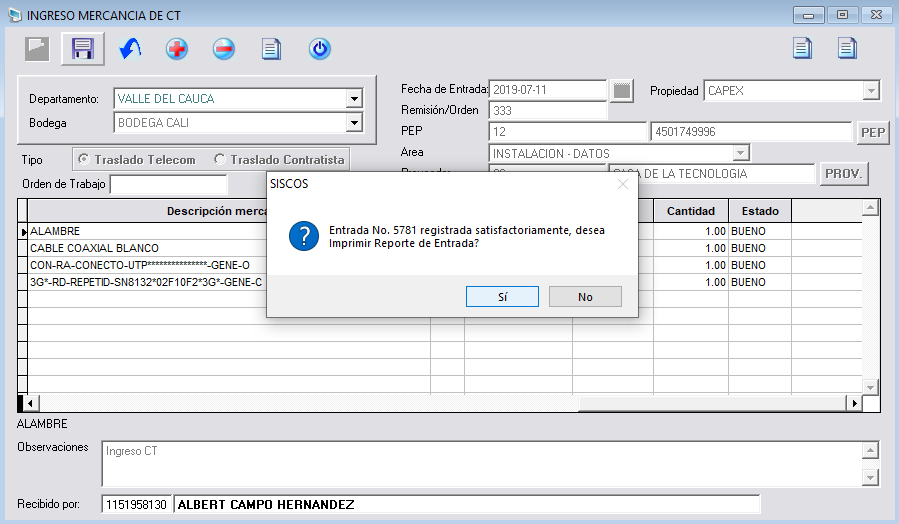 INGRESO MERCANCIA DE CT
Departamento: VALLE DEL CAUCA
Bodega BODEGA CALI
Fecha de Entrada: 2019-07-11 Propiedad CAPEX
Remisión/Orden 333
PEP 12 4501749996 PEP
Area INSTALACION - DATOS
DE LA TECNOLOGIA PROV.
Tipo Traslado Telecom Traslado Contratista
Orden de Trabajo
Descripción merca Cantidad Estado
ALAMBRE 1.00 BUENO
CABLE COAXIAL BLANCO 1.00 BUENO
CON-RA-CONECTO-UTP***************-GENE-O 1.00 BUENO
3G*-RD-REPETID-SN8132*02F10F2*3G*-GENE-C 1.00 BUENO
SISCOS
Entrada No. 5781 registrada satisfactoriamente, desea
Imprimir Reporte de Entrada?
Sí No
ALAMBRE
Observaciones Ingreso CT
Recibido por: 1151958130 ALBERT CAMPO HERNANDEZ